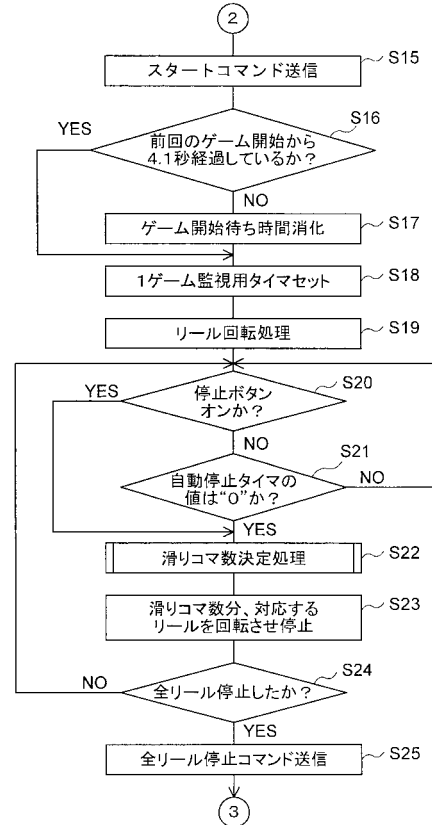 2
スタートコマンド送信
S15
前回のゲーム開始から
4.1秒経過しているか？
S16
YES
NO
ゲーム開始待ち時間消化
S17
1ゲーム監視用タイマセット
S18
リール回転処理
S19
停止ボタン
オンか？
S20
YES
NO
自動停止タイマの
値は“0”か？
S21
NO
YES
滑りコマ数決定処理
S22
滑りコマ数分、対応する
リールを回転させ停止
S23
全リール停止したか？
S24
NO
YES
全リール停止コマンド送信
S25
3